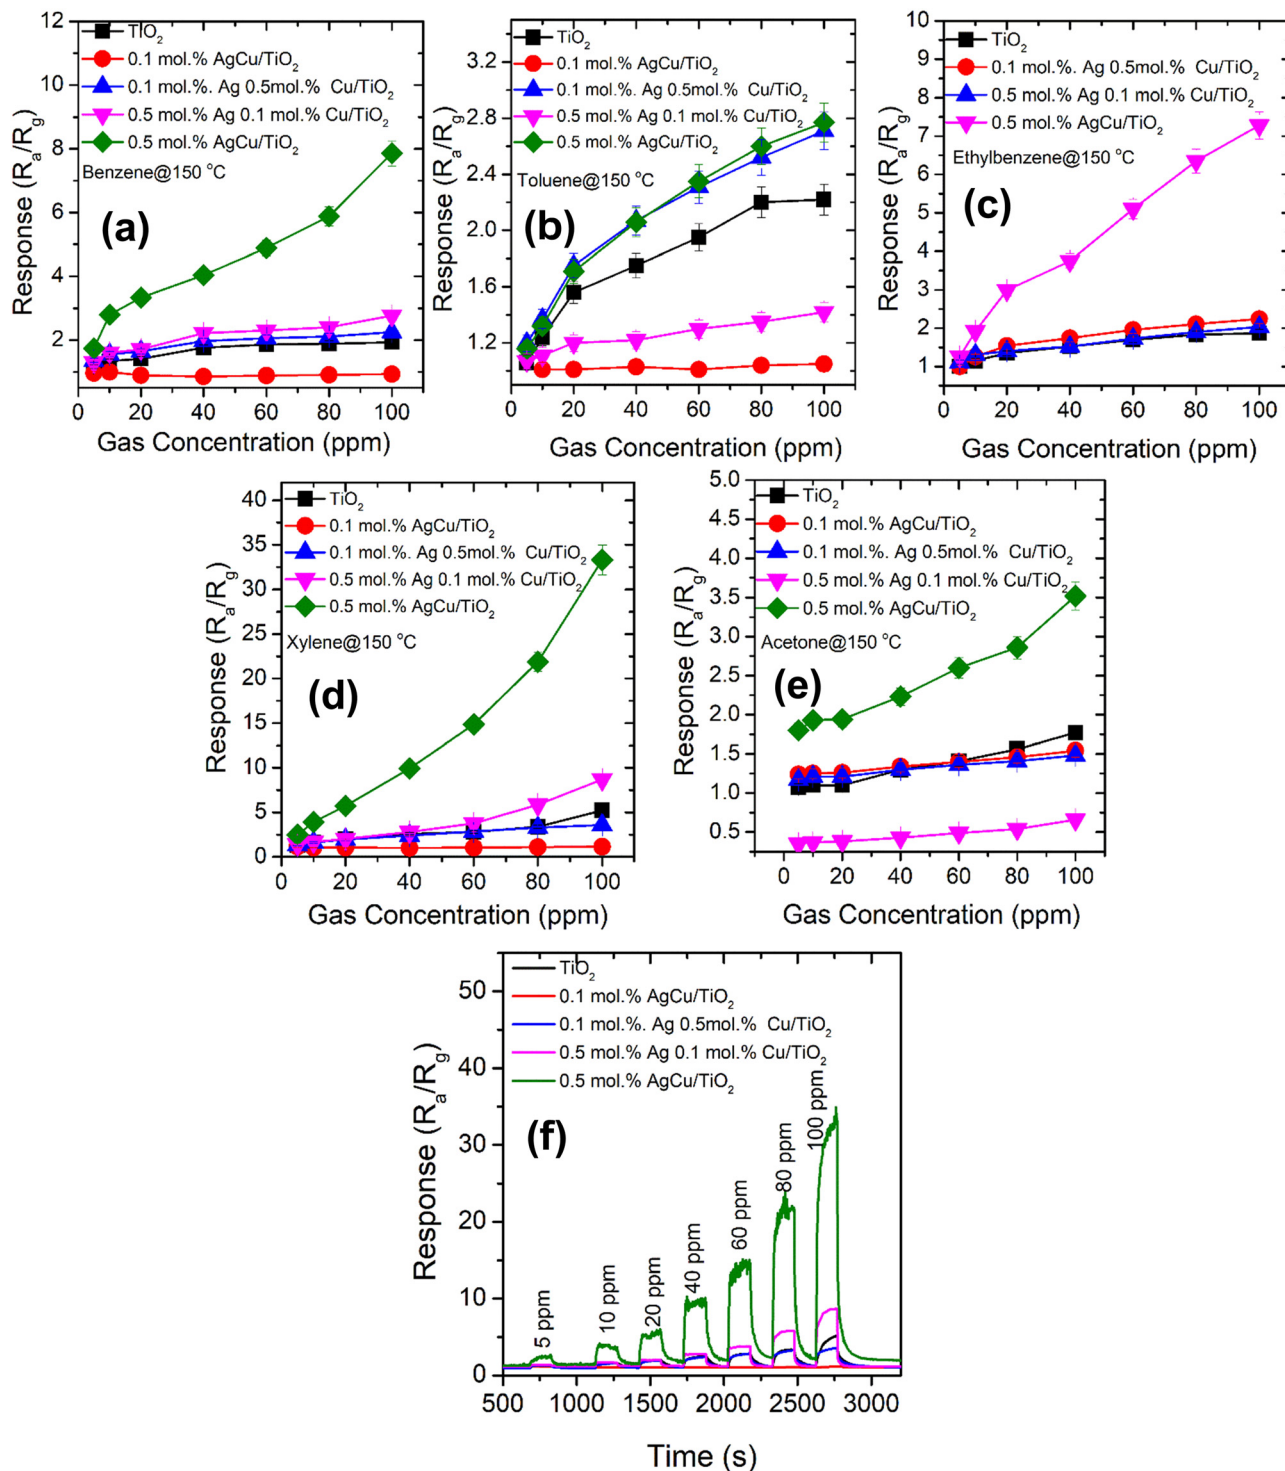 12
10
8
6
4
2
Response (Ra/Rg)
TiO2
0.1 mol.% AgCu/TiO2
0.1 mol.%. Ag 0.5mol.% Cu/TiO2
0.5 mol.% Ag 0.1 mol.% Cu/TiO2
0.5 mol.% AgCu/TiO2
Benzene@150 °C
(a)
0 20 40 60 80 100
Gas Concentration (ppm)
3.4
2.8
2.4
2.0
1.6
1.2
Response (Ra/Rg)
TiO2
0.1 mol.% AgCu/TiO2
0.1 mol.%. Ag 0.5mol.% Cu/TiO2
0.5 mol.% Ag 0.1 mol.% Cu/TiO2
0.5 mol.% AgCu/TiO2
Toluene@150 °C
(b)
0 20 40 60 80 100
Gas Concentration (ppm)
10
9
8
7
6
5
4
3
2
1
Response (Ra/Rg)
TiO2
0.1 mol.%. Ag 0.5mol.% Cu/TiO2
0.5 mol.% Ag 0.1 mol.% Cu/TiO2
0.5 mol.% AgCu/TiO2
Ethylbenzene@150 °C
(c)
0 20 40 60 80 100
Gas Concentration (ppm)
40
35
30
25
20
15
10
5
0
Response (Ra/Rg)
TiO2
0.1 mol.% AgCu/TiO2
0.1 mol.%. Ag 0.5mol.% Cu/TiO2
0.5 mol.% Ag 0.1 mol.% Cu/TiO2
0.5 mol.% AgCu/TiO2
Xylene@150 °C
(d)
0 20 40 60 80 100
Gas Concentration (ppm)
5.0
4.5
4.0
3.5
3.0
2.5
2.0
1.5
1.0
0.5
Response (Ra/Rg)
TiO2
0.1 mol.% AgCu/TiO2
0.1 mol.%. Ag 0.5mol.% Cu/TiO2
0.5 mol.% Ag 0.1 mol.% Cu/TiO2
0.5 mol.% AgCu/TiO2
Acetone@150 °C
(e)
0 20 40 60 80 100
Gas Concentration (ppm)
50
40
30
20
10
0
Response (Ra/Rg)
TiO2
0.1 mol.% AgCu/TiO2
0.1 mol.%. Ag 0.5mol.% Cu/TiO2
0.5 mol.% Ag 0.1 mol.% Cu/TiO2
0.5 mol.% AgCu/TiO2
(f)
5 ppm
10 ppm
20 ppm
40 ppm
60 ppm
80 ppm
100 ppm
500 1000 1500 2000 2500 3000
Time (s)